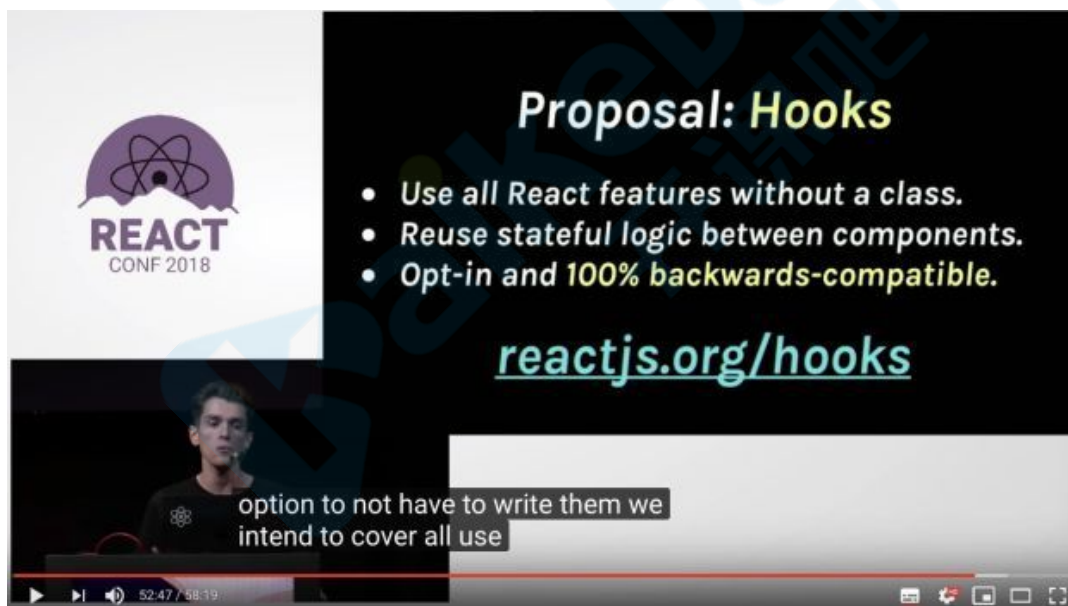 Proposal: Hooks
• Use all React features without a class.
• Reuse stateful logic between components.
• Opt-in and 100% backwards-compatible.
reactjs.org/hooks
REACT
CONF 2018
option to not have to write them we
intend to cover all use
52:47 / 58:19